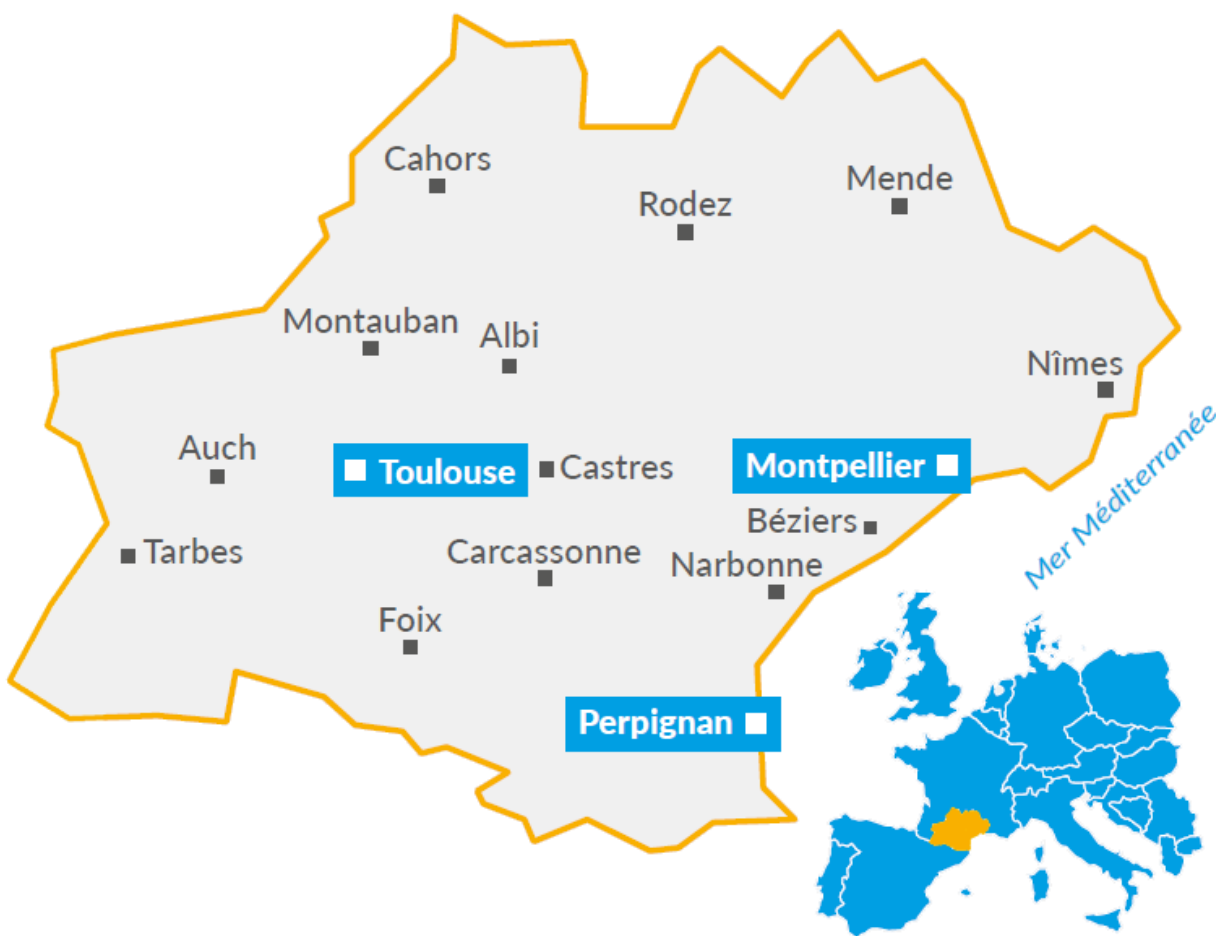 Cahors
Mende
Rodez
Montauban
Albi
Nîmes
Auch
Toulouse
Castres
Montpellier
Béziers
Tarbes
Carcassonne
Narbonne
Mer Méditerranée
Foix
Perpignan